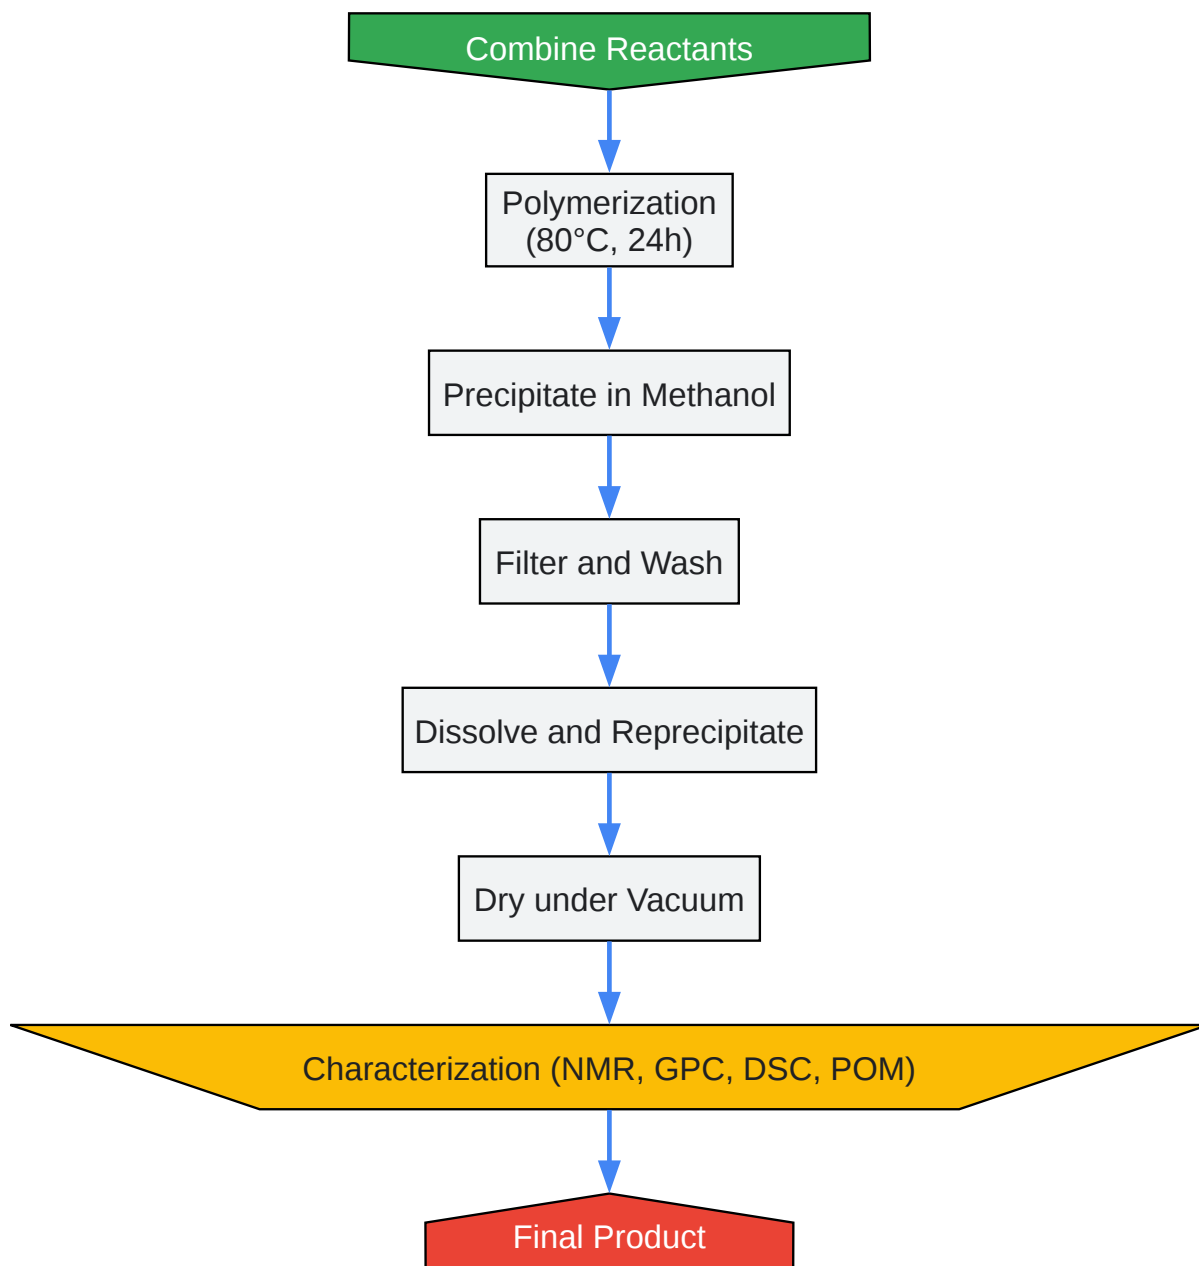 Combine Reactants
Polymerization
(80°C, 24h)
Precipitate in Methanol
Filter and Wash
Dissolve and Reprecipitate
Dry under Vacuum
Characterization (NMR, GPC, DSC, POM)
Final Product